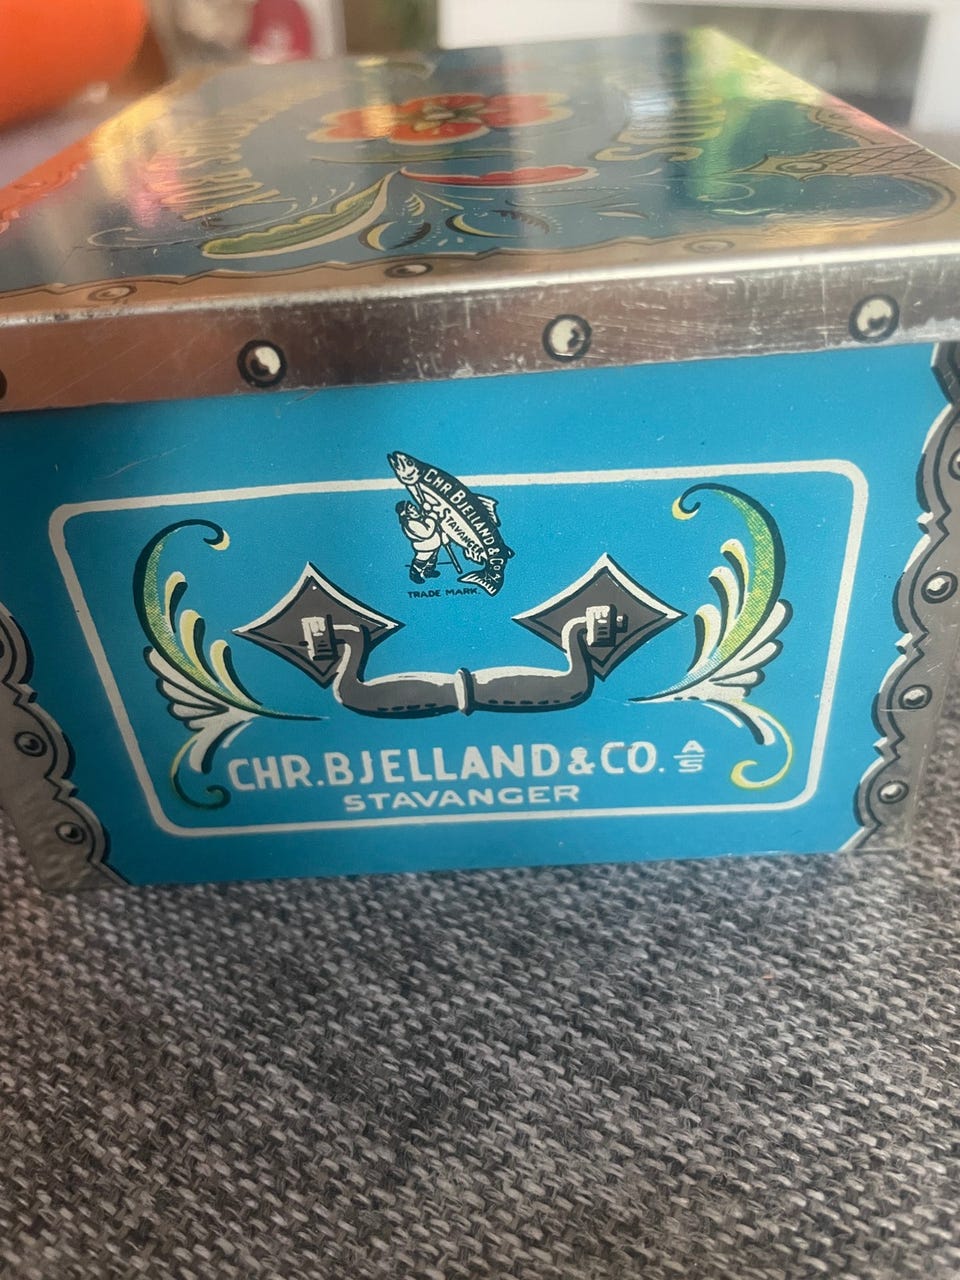 CHR BJELLAND & CO.
STAVANGER
TRADE MARK.
CHR. BJELLAND & CO. A/S
STAVANGER